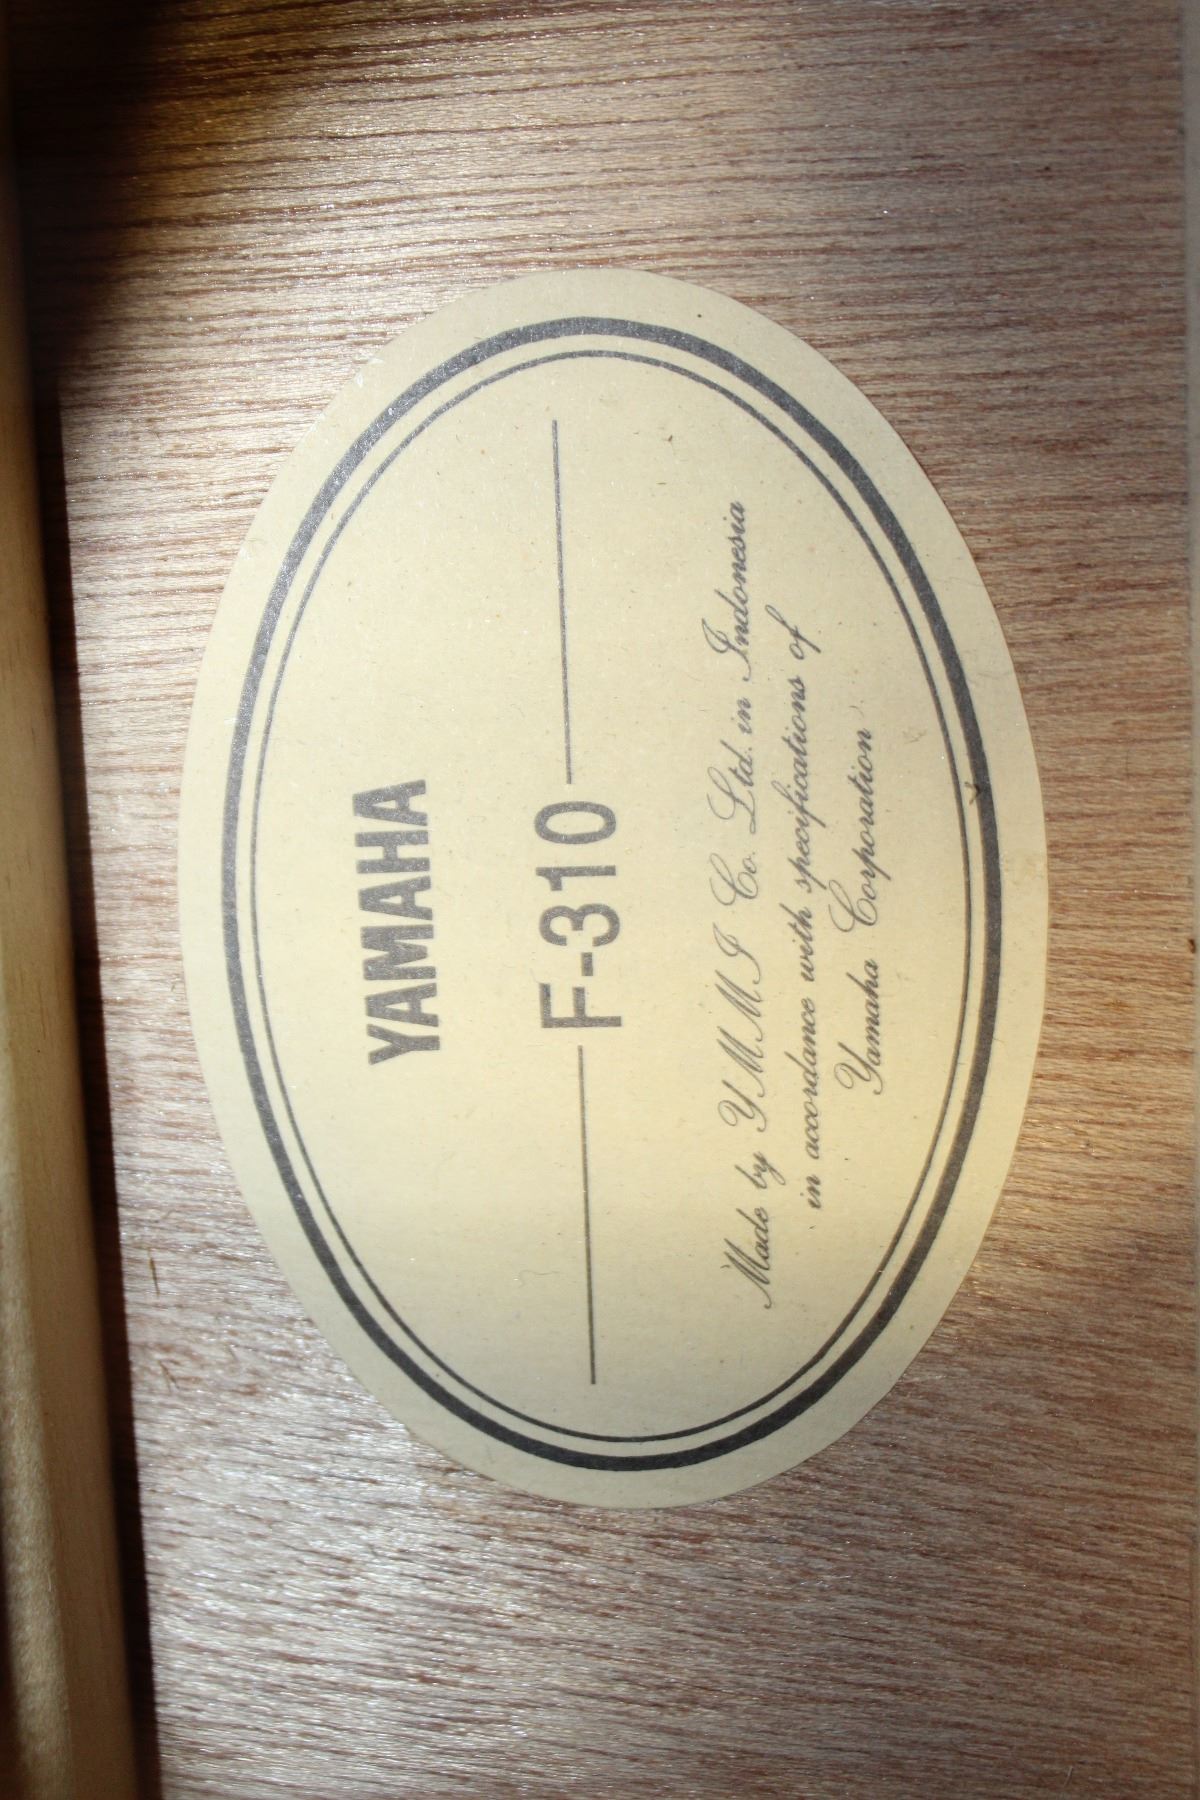 YAMAHA
F-310
Made by YMMI Co. Ltd. in Indonesia
in accordance with specifications of
Yamaha Corporation